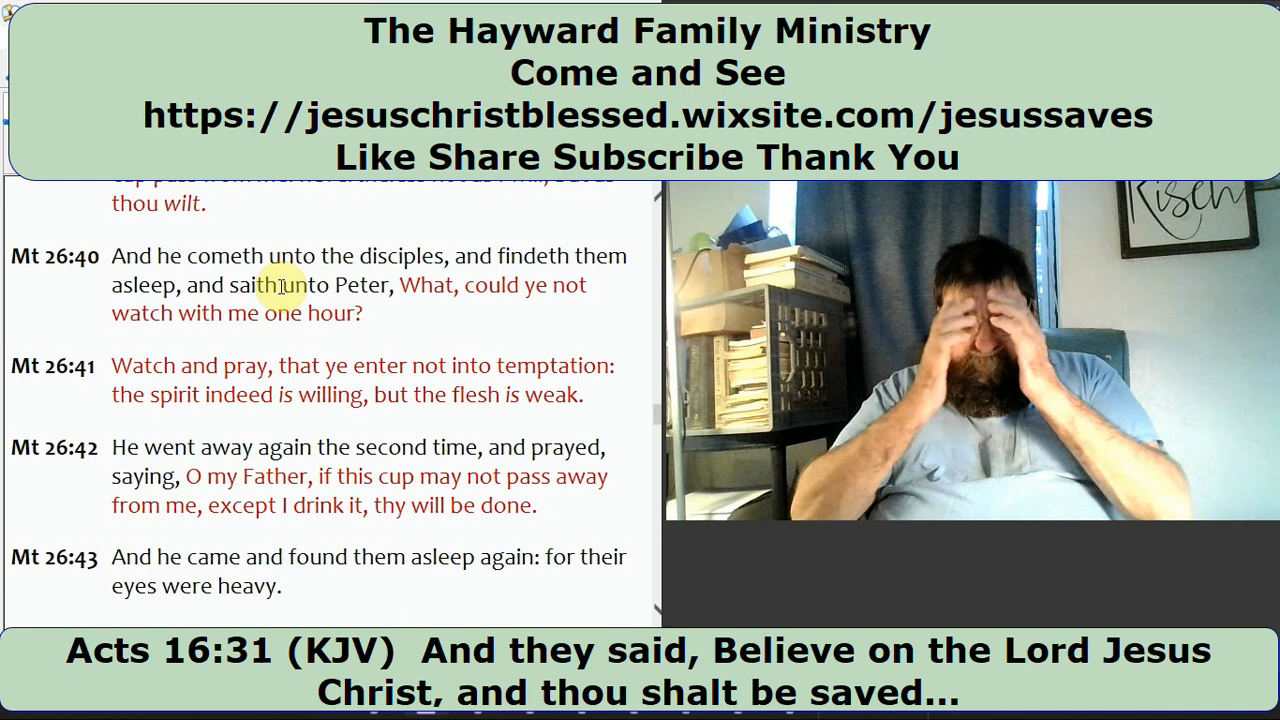 The Hayward Family Ministry
Come and See
https://jesuschristblessed.wixsite.com/jesussaves
Like Share Subscribe Thank You
thou wilt.
Mt 26:40 And he cometh unto the disciples, and findeth them
asleep, and saith unto Peter, What, could ye not
watch with me one hour?
Mt 26:41 Watch and pray, that ye enter not into temptation:
the spirit indeed is willing, but the flesh is weak.
Mt 26:42 He went away again the second time, and prayed,
saying, O my Father, if this cup may not pass away
from me, except I drink it, thy will be done.
Mt 26:43 And he came and found them asleep again: for their
eyes were heavy.
Risen
Acts 16:31 (KJV) And they said, Believe on the Lord Jesus
Christ, and thou shalt be saved...